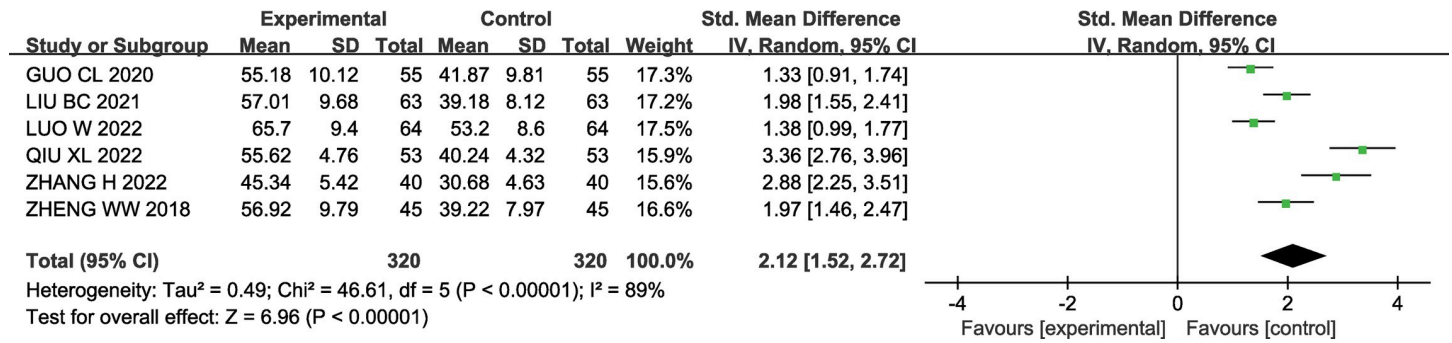 Experimental Control Std. Mean Difference Std. Mean Difference
Study or Subgroup Mean SD Total Mean SD Total Weight IV, Random, 95% CI IV, Random, 95% CI
GUO CL 2020 55.18 10.12 55 41.87 9.81 55 17.3% 1.33 [0.91, 1.74]
LIU BC 2021 57.01 9.68 63 39.18 8.12 63 17.2% 1.98 [1.55, 2.41]
LUO W 2022 65.7 9.4 64 53.2 8.6 64 17.5% 1.38 [0.99, 1.77]
QIU XL 2022 55.62 4.76 53 40.24 4.32 53 15.9% 3.36 [2.76, 3.96]
ZHANG H 2022 45.34 5.42 40 30.68 4.63 40 15.6% 2.88 [2.25, 3.51]
ZHENG WW 2018 56.92 9.79 45 39.22 7.97 45 16.6% 1.97 [1.46, 2.47]
Total (95% CI) 320 320 100.0% 2.12 [1.52, 2.72]
Heterogeneity: Tau² = 0.49; Chi² = 46.61, df = 5 (P < 0.00001); I² = 89%
Test for overall effect: Z = 6.96 (P < 0.00001)
-4 -2 0 2 4
Favours [experimental] Favours [control]